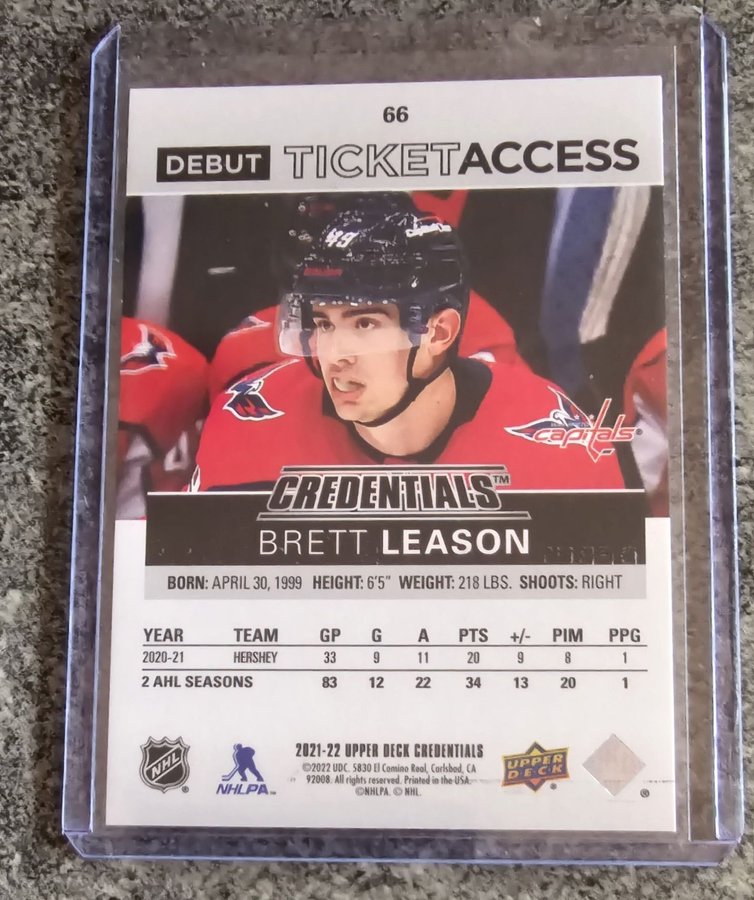 66
DEBUT TICKETACCESS
49
capitals
CREDENTIALS™
BRETT LEASON
BORN: APRIL 30, 1999 HEIGHT: 6'5" WEIGHT: 218 LBS. SHOOTS: RIGHT
YEAR TEAM GP G A PTS +/- PIM PPG
2020-21 HERSHEY 33 9 11 20 9 8 1
2 AHL SEASONS 83 12 22 34 13 20 1
NHL
NHLPA™
2021-22 UPPER DECK CREDENTIALS
©2022 UDC. 5830 El Camino Real, Carlsbad, CA
92008. All rights reserved. Printed in the USA.
©NHLPA. © NHL.
UPPER DECK